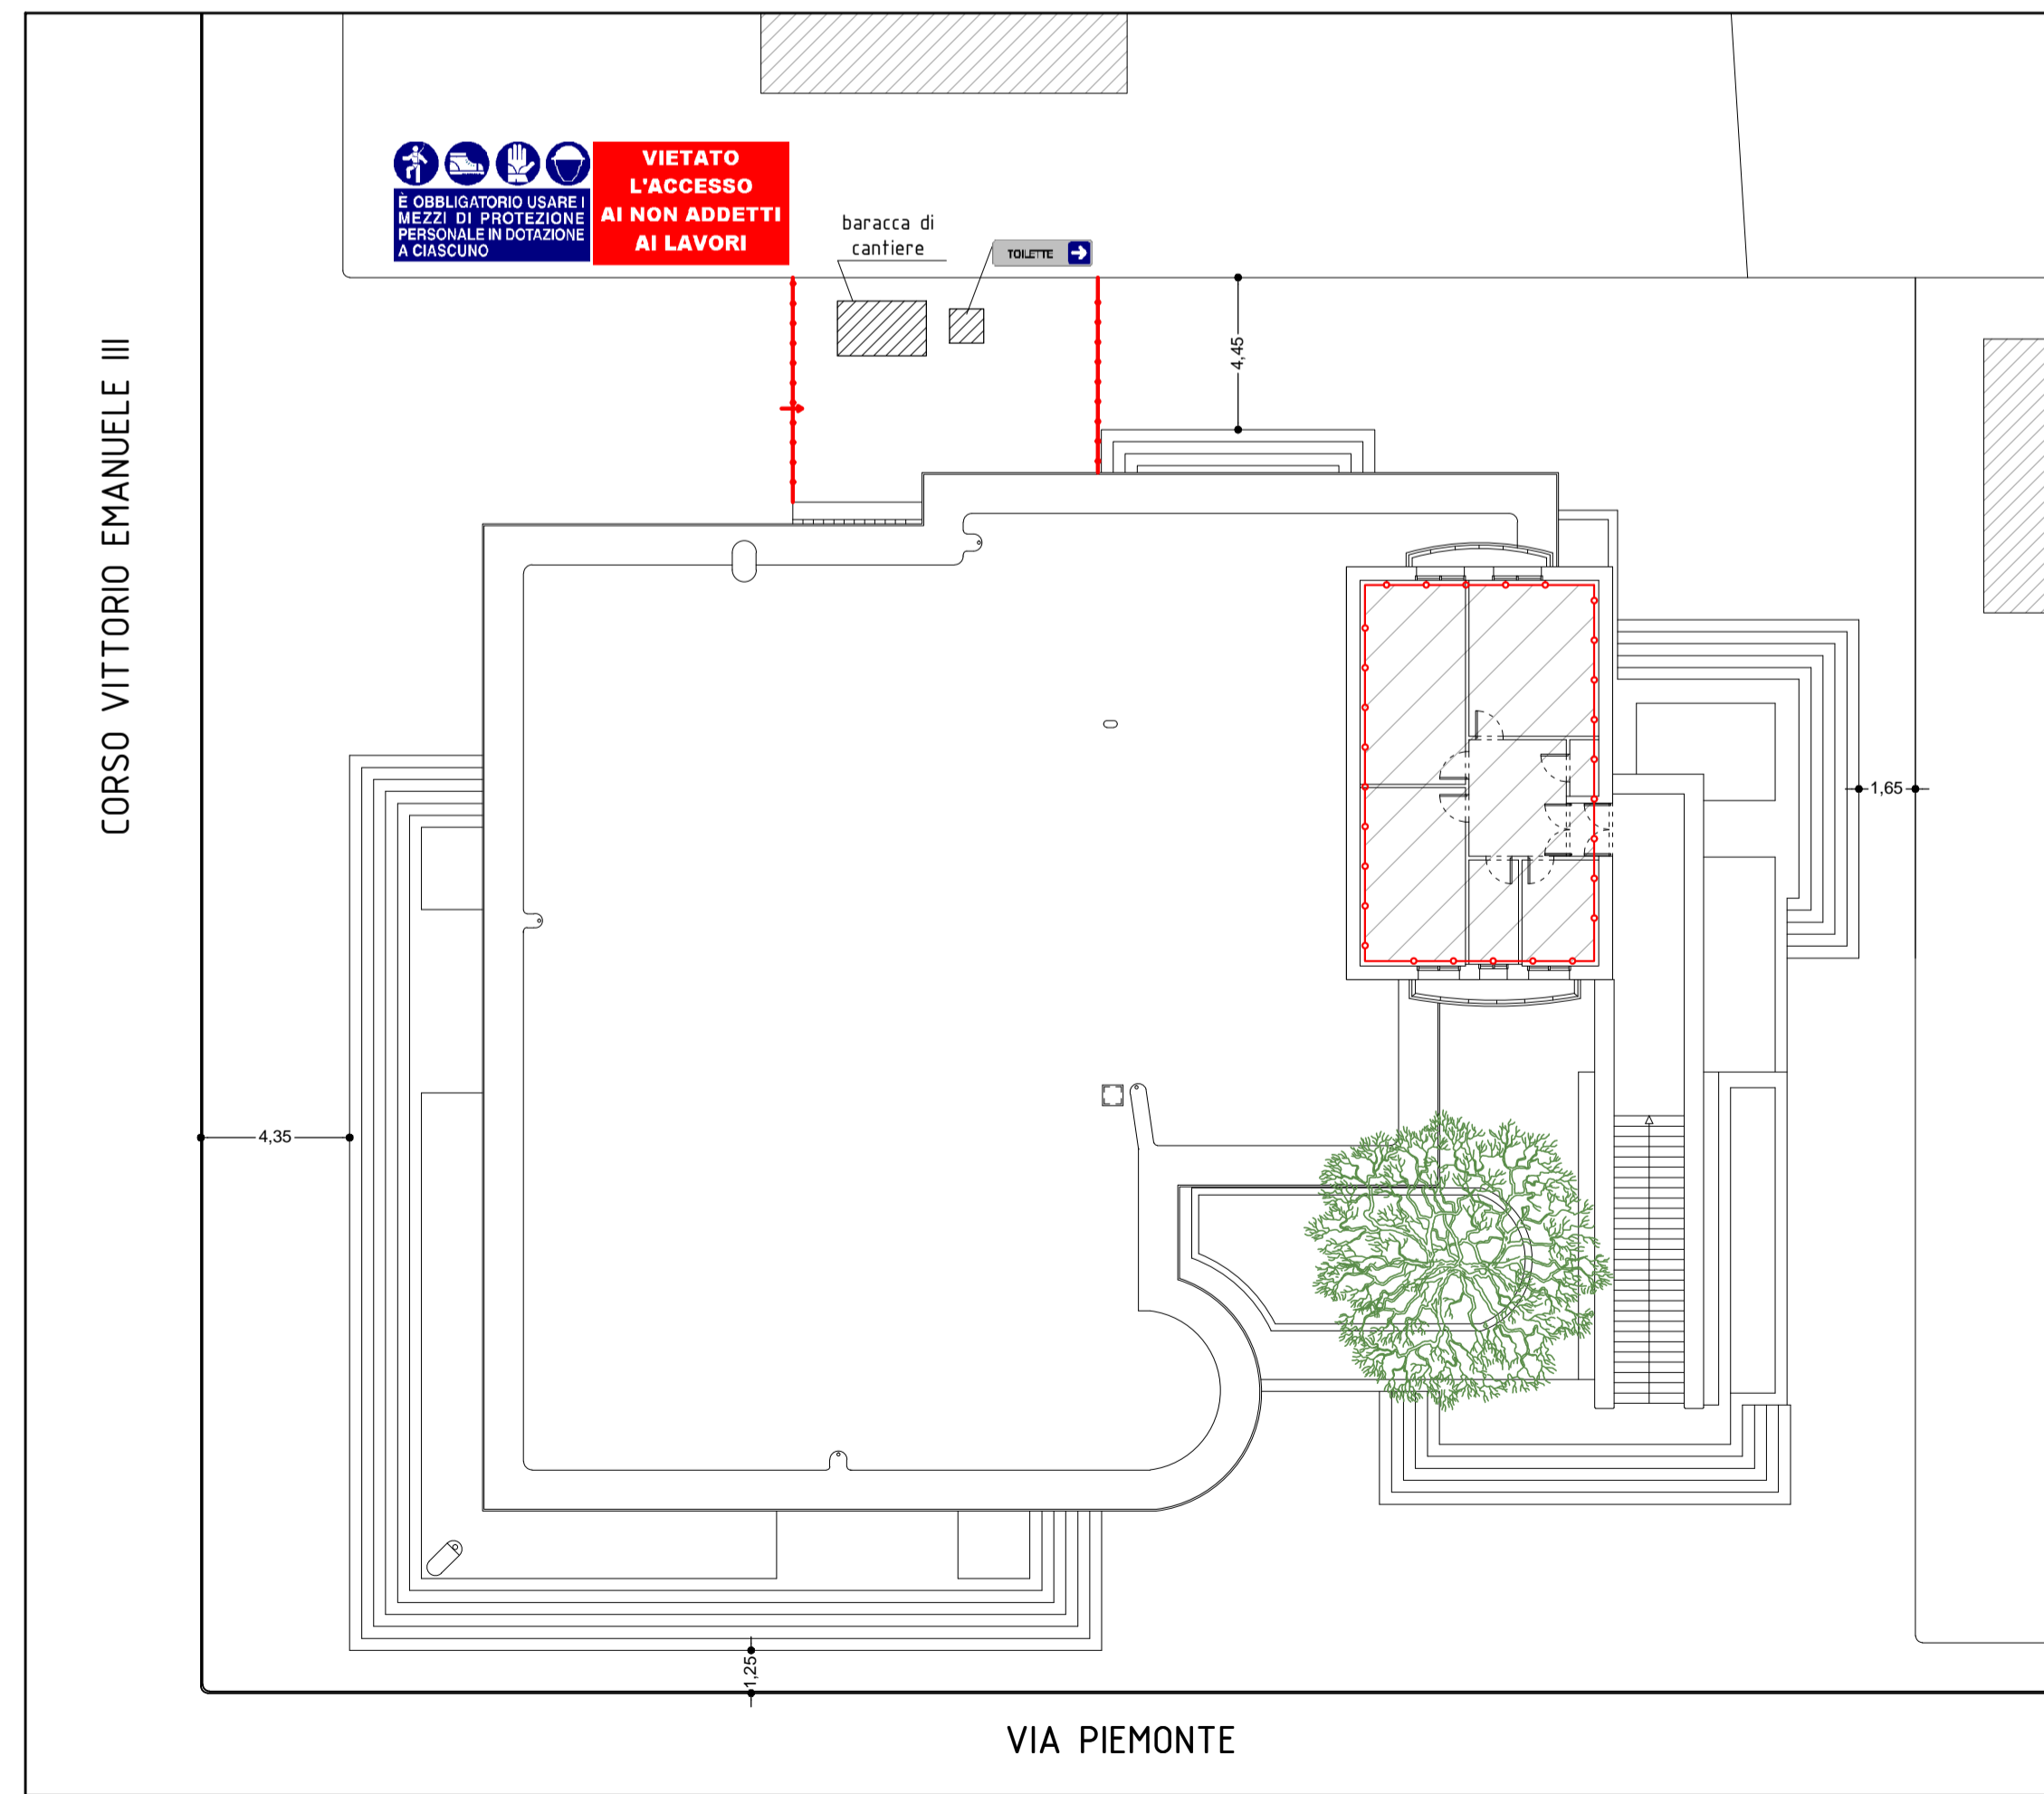 È OBBLIGATORIO USARE I
MEZZI DI PROTEZIONE
PERSONALE IN DOTAZIONE
A CIASCUNO
VIETATO
L'ACCESSO
AI NON ADDETTI
AI LAVORI
baracca di
cantiere
TOILETTE
4,45
CORSO VITTORIO EMANUELE III
1,65
4,35
1,25
VIA PIEMONTE